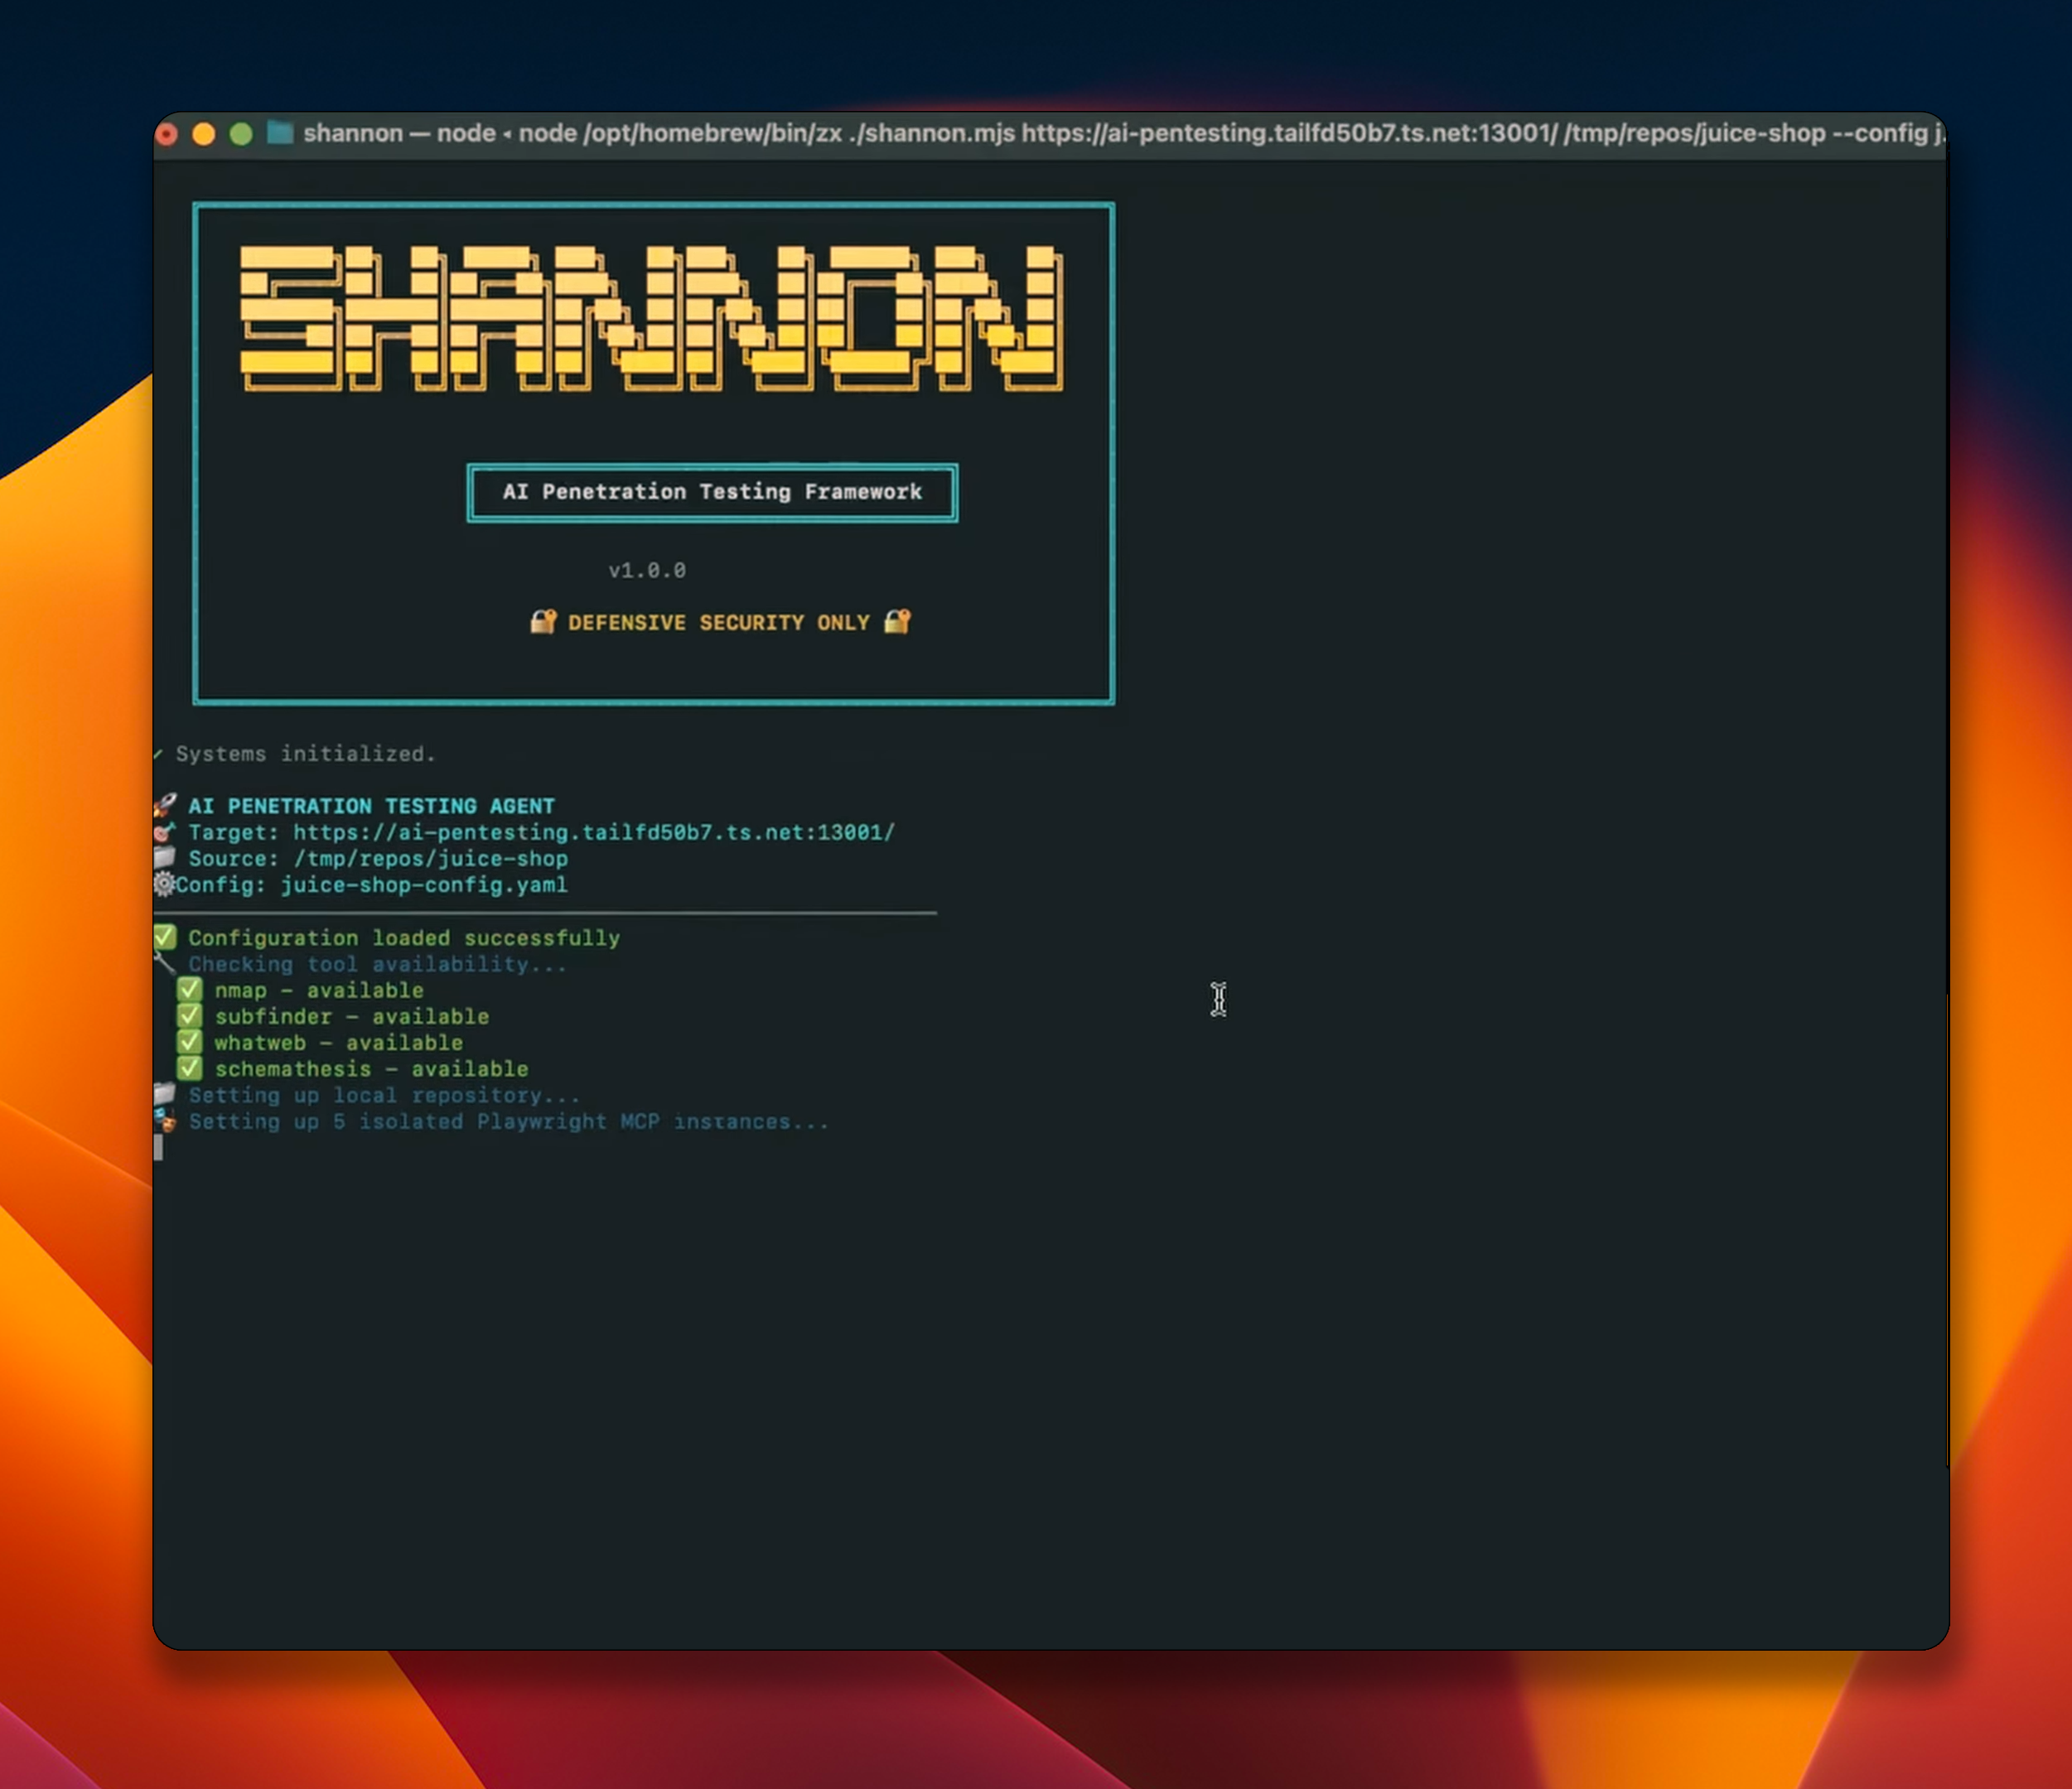 shannon — node ◂ node /opt/homebrew/bin/zx ./shannon.mjs https://ai-pentesting.tailfd50b7.ts.net:13001/ /tmp/repos/juice-shop --config j.
SHANNON
AI Penetration Testing Framework
v1.0.0
🔐 DEFENSIVE SECURITY ONLY 🔐
✓ Systems initialized.
🚀 AI PENETRATION TESTING AGENT
🎯 Target: https://ai-pentesting.tailfd50b7.ts.net:13001/
📁 Source: /tmp/repos/juice-shop
⚙️Config: juice-shop-config.yaml
✅ Configuration loaded successfully
🔧 Checking tool availability...
✅ nmap - available
✅ subfinder - available
✅ whatweb - available
✅ schemathesis - available
📁 Setting up local repository...
🎭 Setting up 5 isolated Playwright MCP instances...